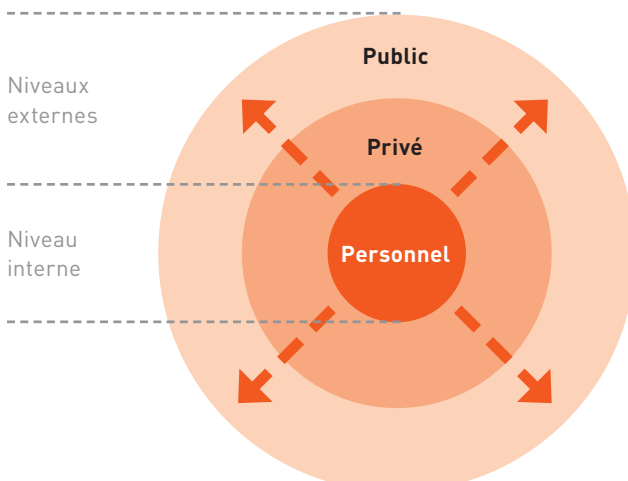 Public
Niveaux
externes
Privé
Niveau
interne
Personnel